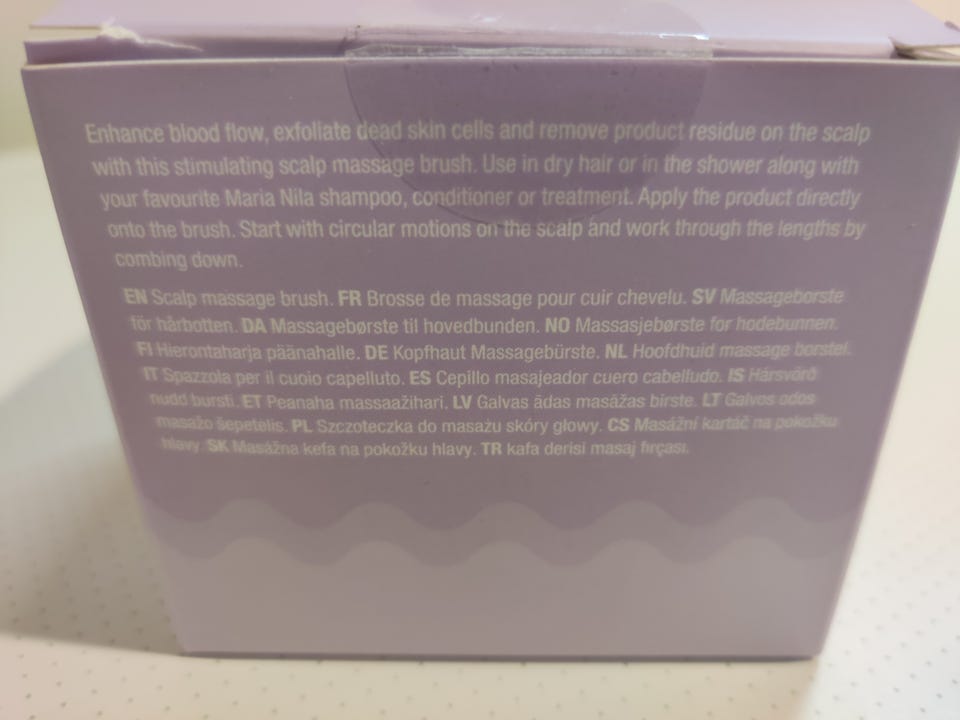 Enhance blood flow, exfoliate dead skin cells and remove product residue on the scalp
with this stimulating scalp massage brush. Use in dry hair or in the shower along with
your favourite Maria Nila shampoo, conditioner or treatment. Apply the product directly
onto the brush. Start with circular motions on the scalp and work through the lengths by
combing down.
EN Scalp massage brush. FR Brosse de massage pour cuir chevelu. SV Massageborste
för hårbotten. DA Massagebørste til hovedbunden. NO Massasjebørste for hodebunnen.
FI Hierontaharja päänahalle. DE Kopfhaut Massagebürste. NL Hoofdhuid massage borstel.
IT Spazzola per il cuoio capelluto. ES Cepillo masajeador cuero cabelludo. IS Hársvörð
nudd bursti. ET Peanaha massaažihari. LV Galvas ādas masāžas birste. LT Galvos odos
masažo šepetėlis. PL Szczoteczka do masażu skóry głowy. CS Masážní kartáč na pokožku
hlavy. SK Masážna kefa na pokožku hlavy. TR kafa derisi masaj fırçası.